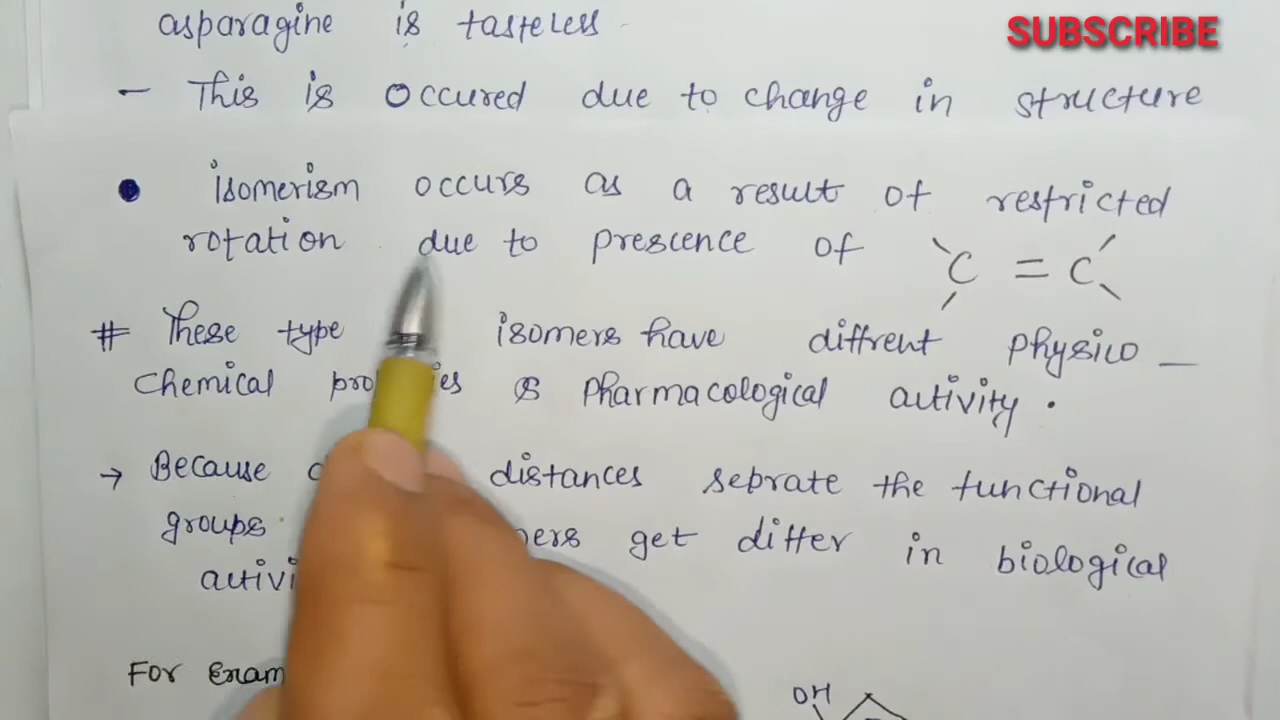 asparagine is tasteless
SUBSCRIBE
- This is Occured due to change in structure
• isomerism occurs as a result of restricted
rotation due to prescence of C = C
# These type isomers have diffrent physico -
chemical & Pharmacological activity.
→ Because distances seprate the functional
groups get differ in biological
For
OH